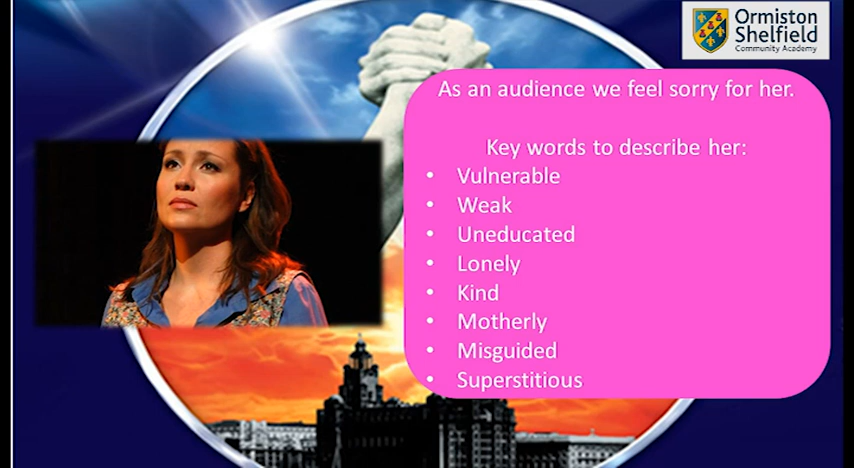 Ormiston
Shelfield
Community Academy
As an audience we feel sorry for her.
Key words to describe her:
• Vulnerable
• Weak
• Uneducated
• Lonely
• Kind
• Motherly
• Misguided
• Superstitious